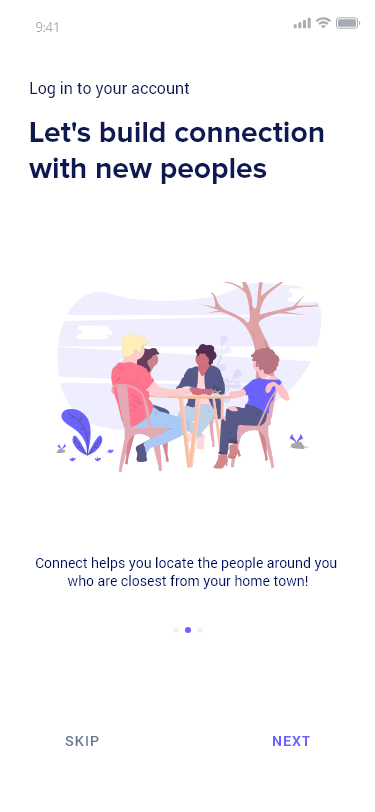 9:41
Log in to your account
Let's build connection
with new peoples
Connect helps you locate the people around you
who are closest from your home town!
SKIP
NEXT